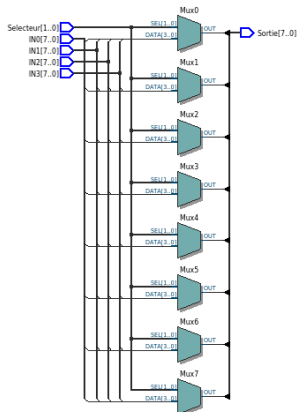 Mux0
Selecteur[1..0]
SEL[1..0]
OUT
Sortie[7..0]
IN0[7..0]
DATA[3..0]
IN1[7..0]
IN2[7..0]
IN3[7..0]
Mux1
SEL[1..0]
OUT
DATA[3..0]
Mux2
SEL[1..0]
OUT
DATA[3..0]
Mux3
SEL[1..0]
OUT
DATA[3..0]
Mux4
SEL[1..0]
OUT
DATA[3..0]
Mux5
SEL[1..0]
OUT
DATA[3..0]
Mux6
SEL[1..0]
OUT
DATA[3..0]
Mux7
SEL[1..0]
OUT
DATA[3..0]